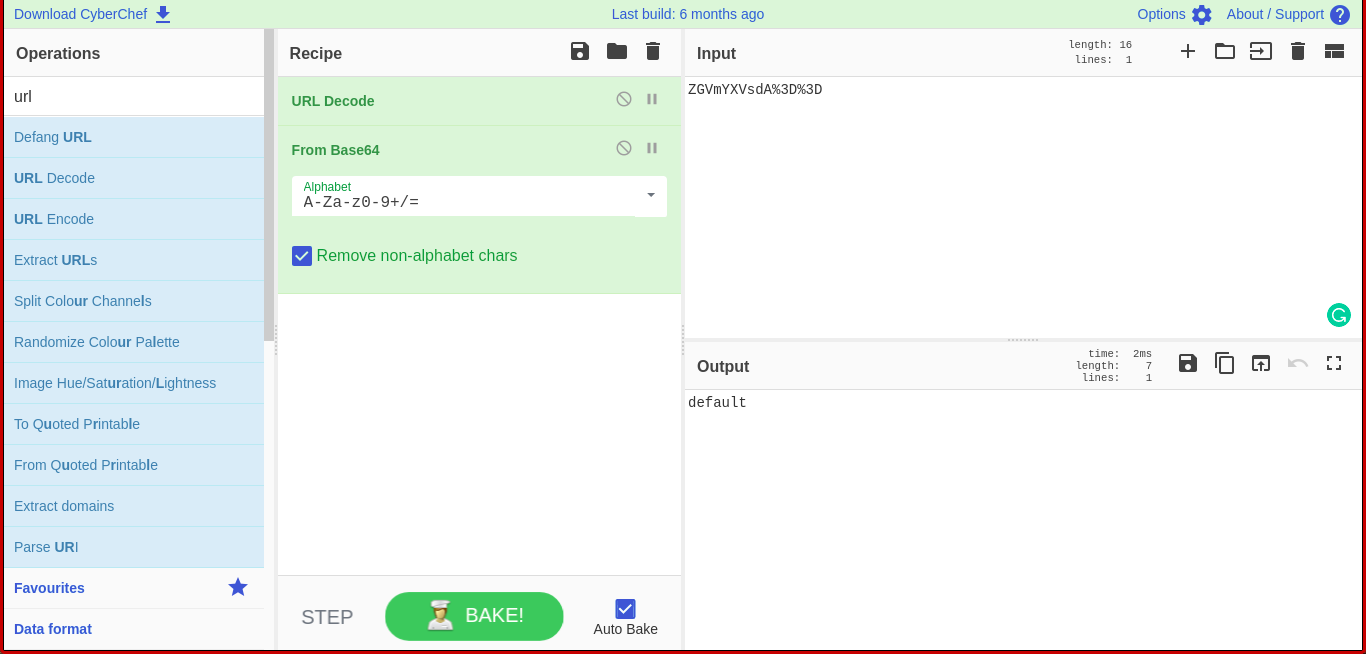 Download CyberChef
Last build: 6 months ago
Options
About / Support
Operations
url
Defang URL
URL Decode
URL Encode
Extract URLs
Split Colour Channels
Randomize Colour Palette
Image Hue/Saturation/Lightness
To Quoted Printable
From Quoted Printable
Extract domains
Parse URI
Favourites
Data format
Recipe
URL Decode
From Base64
Alphabet
A-Za-z0-9+/=
Remove non-alphabet chars
STEP
BAKE!
Auto Bake
Input
length: 16
lines: 1
ZGVmYXVsdA%3D%3D
Output
time: 2ms
length: 7
lines: 1
default